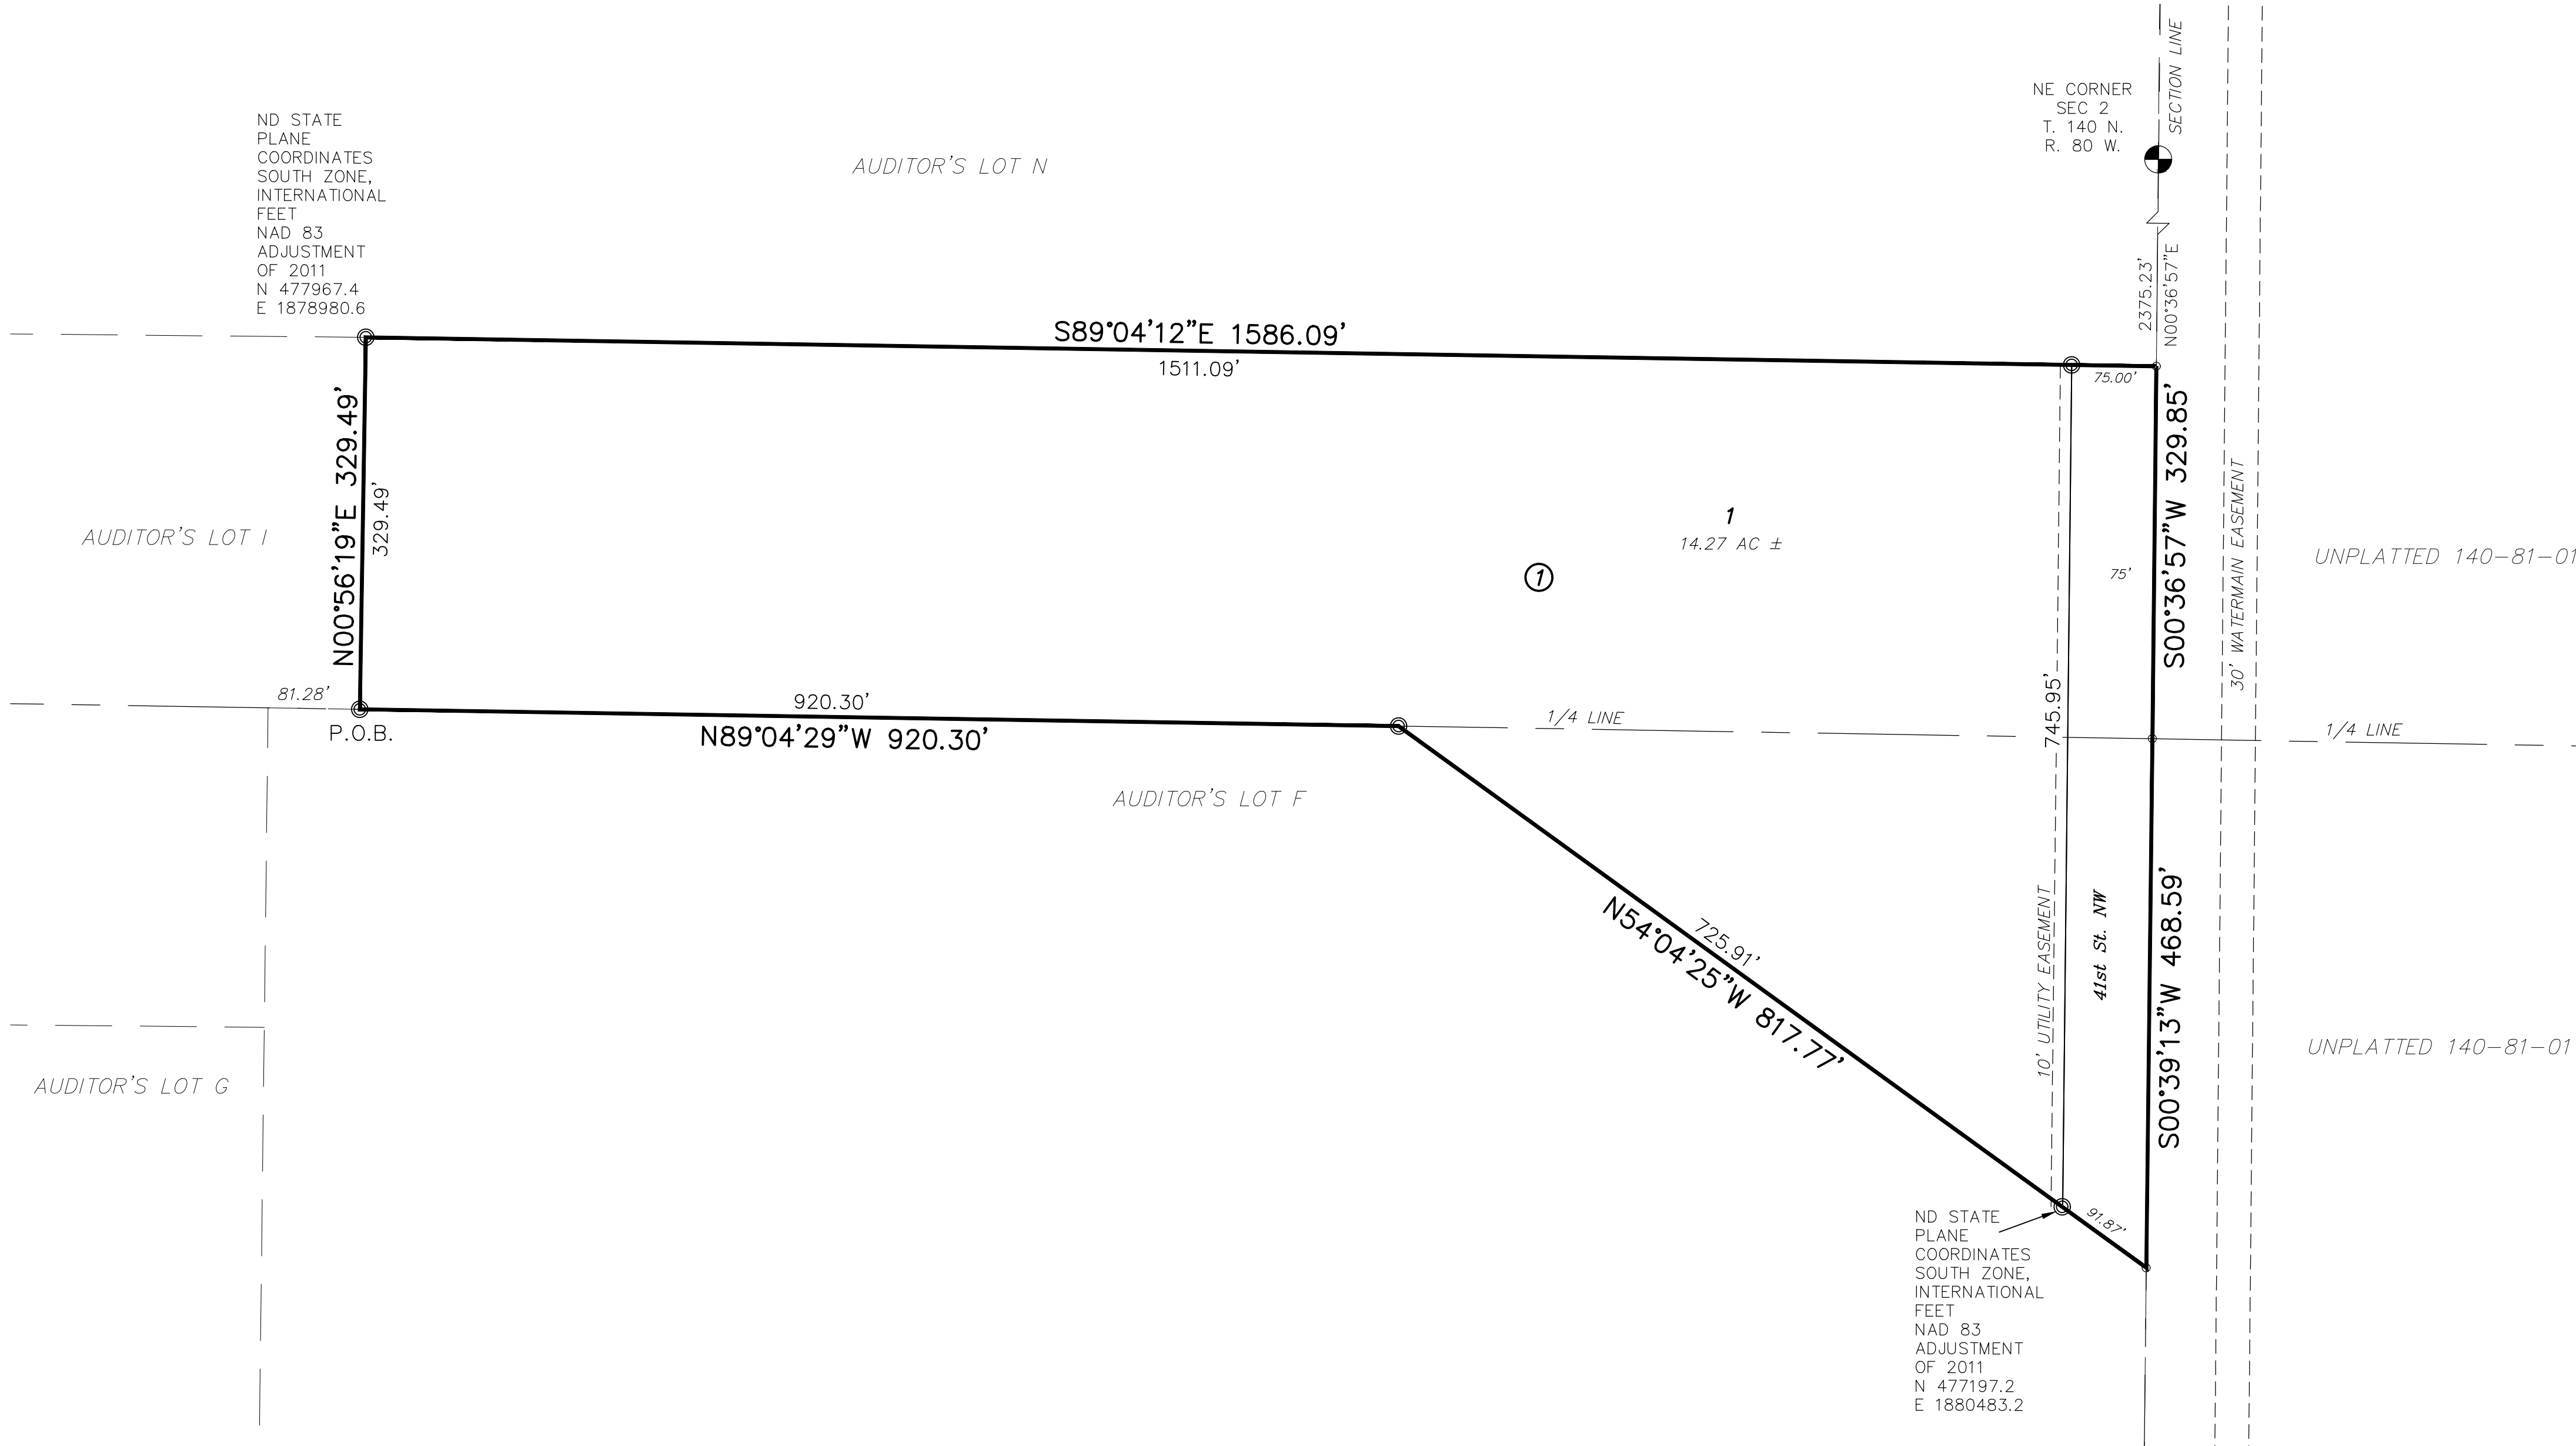 SECTION LINE
NE CORNER
SEC 2
T. 140 N.
R. 80 W.
ND STATE
PLANE
COORDINATES
SOUTH ZONE,
INTERNATIONAL
FEET
NAD 83
ADJUSTMENT
OF 2011
N 477967.4
E 1878980.6
AUDITOR'S LOT N
2375.23'
N00°36'57"E
S89°04'12"E 1586.09'
1511.09'
75.00'
N00°56'19"E 329.49'
329.49'
S00°36'57"W 329.85'
AUDITOR'S LOT I
1
14.27 AC ±
1
75'
30' WATERMAIN EASEMENT
UNPLATTED 140-81-01
81.28'
P.O.B.
920.30'
N89°04'29"W 920.30'
1/4 LINE
745.95'
1/4 LINE
AUDITOR'S LOT F
725.91'
N54°04'25"W 817.77'
10' UTILITY EASEMENT
41st St. NW
S00°39'13"W 468.59'
AUDITOR'S LOT G
UNPLATTED 140-81-01
91.87'
ND STATE
PLANE
COORDINATES
SOUTH ZONE,
INTERNATIONAL
FEET
NAD 83
ADJUSTMENT
OF 2011
N 477197.2
E 1880483.2